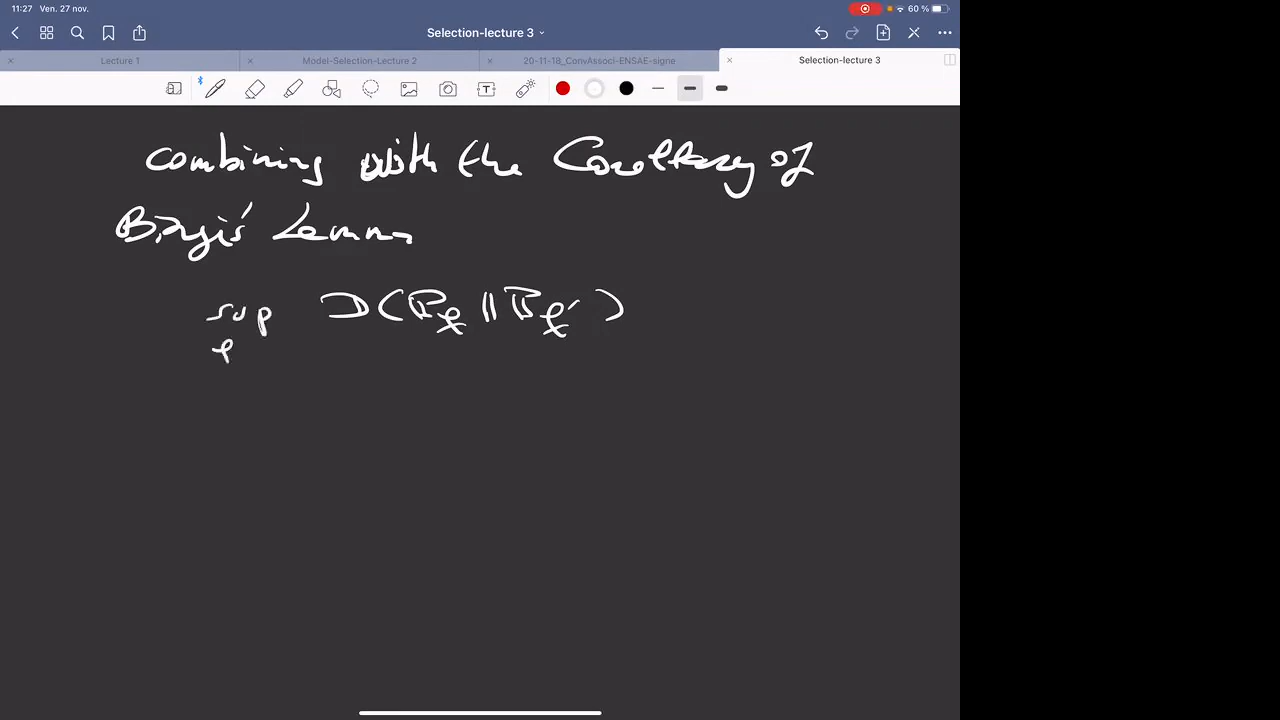 11:27 Ven. 27 nov.
60 %
Selection-lecture 3
Lecture 1
Model-Selection-Lecture 2
20-11-18_ConvAssoci-ENSAE-signe
Selection-lecture 3
combining with the Corollary of
Birgé's Lemma
sup D(ℙ_f || ℙ_f' )
f